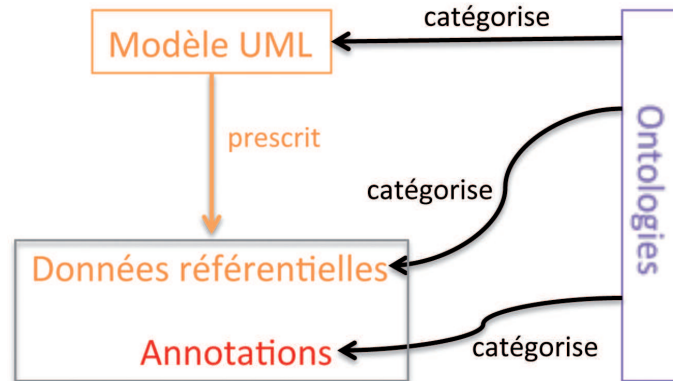 catégorise
Modèle UML
prescrit
catégorise
Ontologies
Données référentielles
Annotations
catégorise